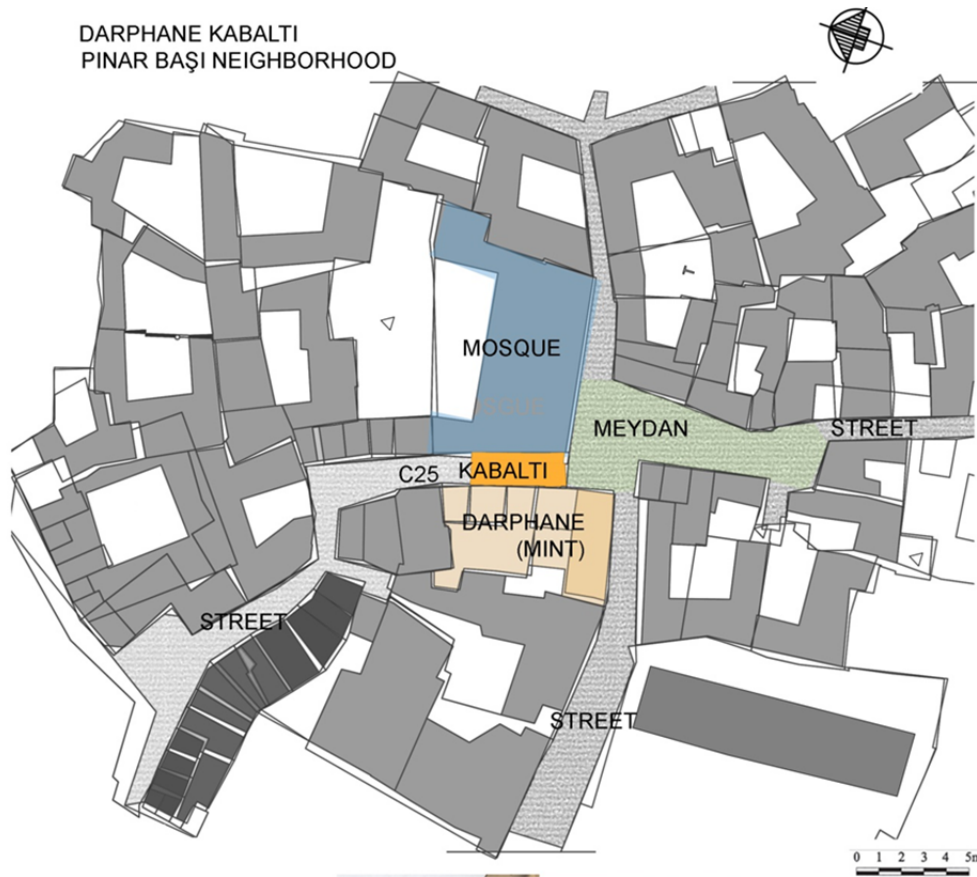 DARPHANE KABALTI
PINAR BAŞI NEIGHBORHOOD
MOSQUE
MEYDAN
STREET
C25
KABALTI
DARPHANE
(MINT)
STREET
STREET
0 1 2 3 4 5m